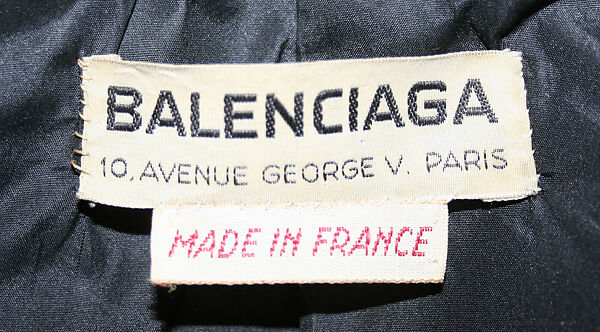 BALENCIAGA
10, AVENUE GEORGE V. PARIS
MADE IN FRANCE